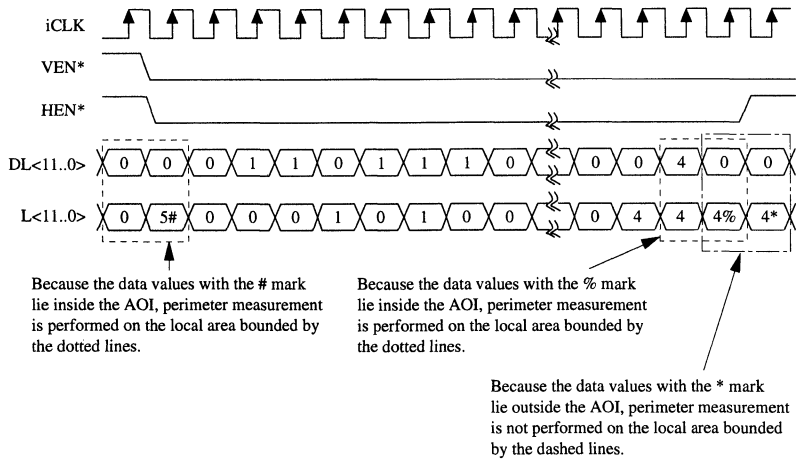 iCLK
VEN*
HEN*
DL<11..0> 0 0 0 1 1 0 1 1 1 0 0 0 4 0 0
L<11..0> 0 5# 0 0 0 1 0 1 0 0 0 4 4 4% 4*
Because the data values with the # mark
lie inside the AOI, perimeter measurement
is performed on the local area bounded by
the dotted lines.
Because the data values with the % mark
lie inside the AOI, perimeter measurement
is performed on the local area bounded by
the dotted lines.
Because the data values with the * mark
lie outside the AOI, perimeter measurement
is not performed on the local area bounded
by the dashed lines.